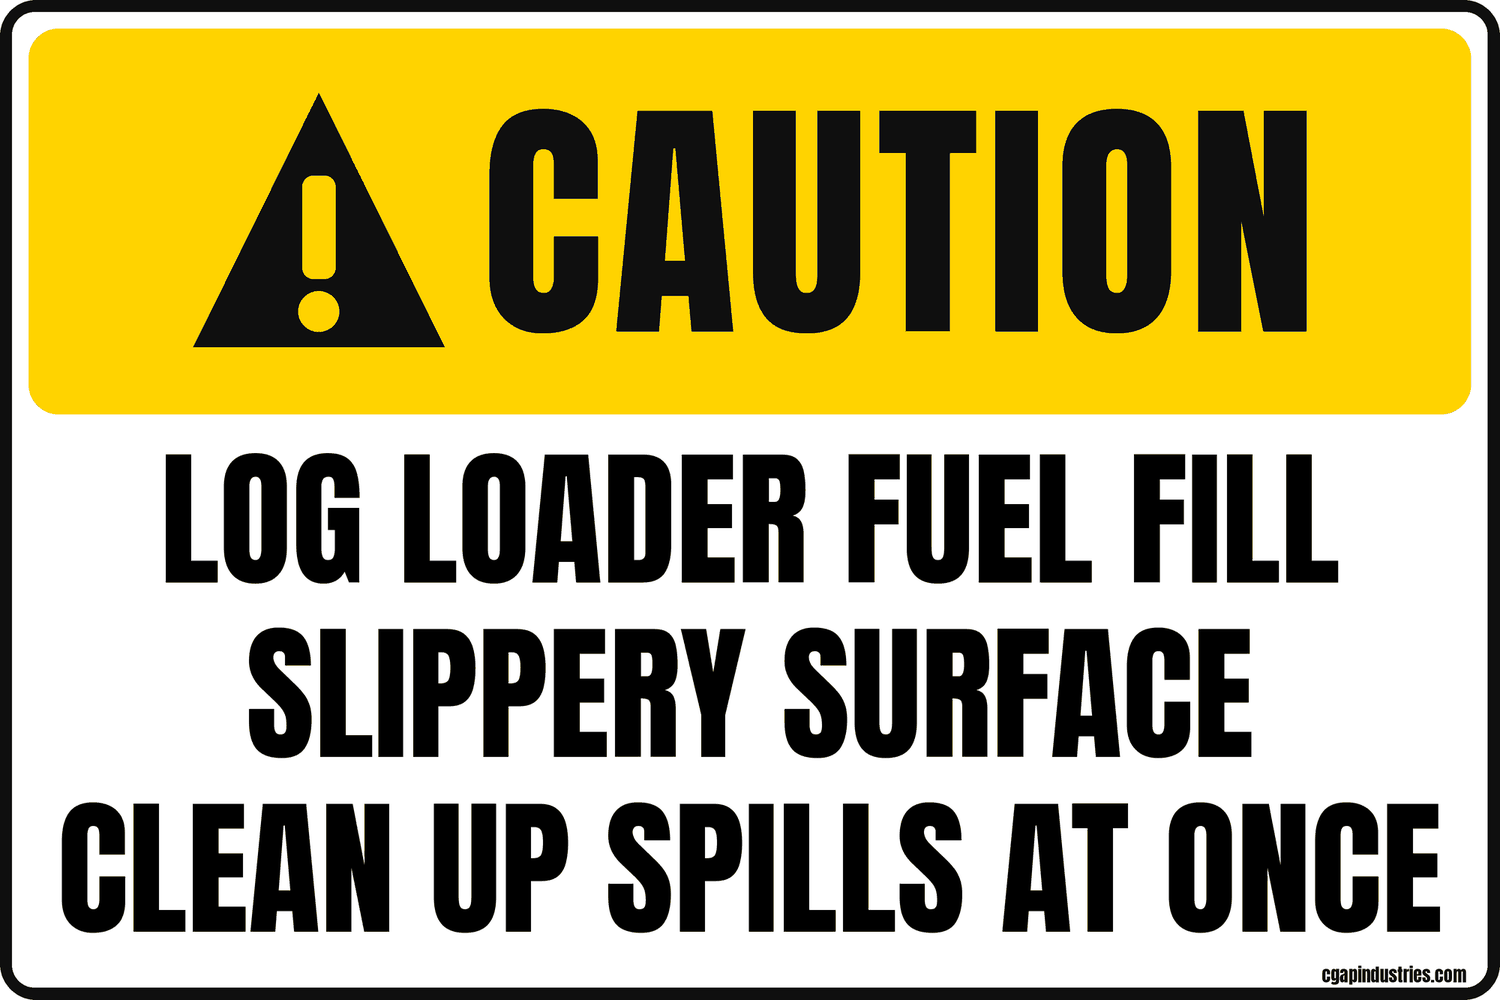 CAUTION
LOG LOADER FUEL FILL
SLIPPERY SURFACE
CLEAN UP SPILLS AT ONCE
cgapindustries.com